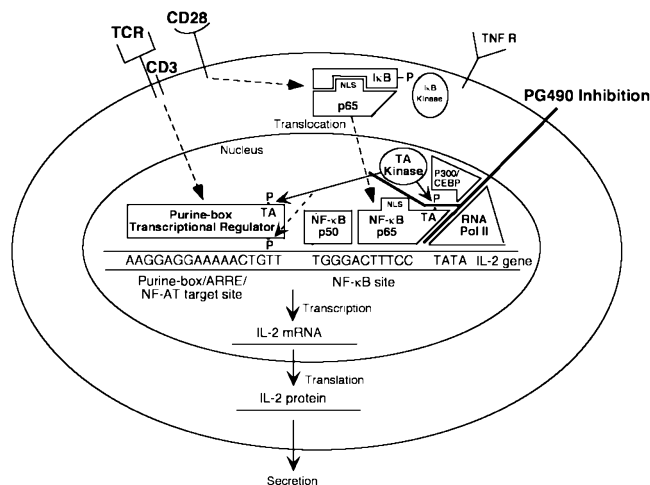 TCR
CD28
CD3
TNF R
IκB
P
NLS
p65
IκB
Kinase
Translocation
PG490 Inhibition
Nucleus
TA
Kinase
P300/
CEBP
P
TA
P
Purine-box
Transcriptional Regulator
NF-κB
p50
NLS
NF-κB
p65
P
TA
RNA
Pol II
AAGGAGGAAAAACTGTT
TGGGACTTTCC
TATA
IL-2 gene
Purine-box/ARRE/
NF-AT target site
NF-κB site
Transcription
IL-2 mRNA
Translation
IL-2 protein
Secretion